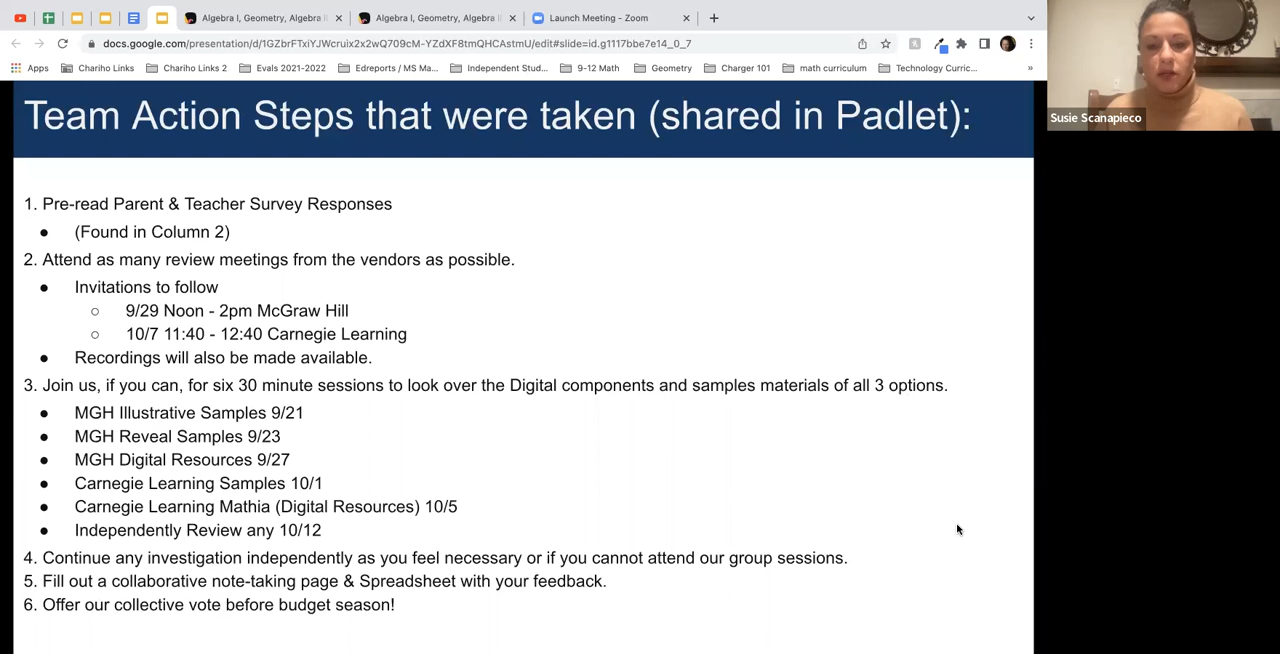 Algebra I, Geometry, Algebra II
Algebra I, Geometry, Algebra II
Launch Meeting - Zoom
docs.google.com/presentation/d/1GZbrFTxiYJWcruix2x2wQ709cM-YZdXF8tmQHCAstmU/edit#slide=id.g1117bbe7e14_0_7
Apps
Chariho Links
Chariho Links 2
Evals 2021-2022
Edreports / MS Ma...
Independent Stud...
9-12 Math
Geometry
Charger 101
math curriculum
Technology Curric...
»
Susie Scanapieco
Team Action Steps that were taken (shared in Padlet):
1. Pre-read Parent & Teacher Survey Responses
● (Found in Column 2)
2. Attend as many review meetings from the vendors as possible.
● Invitations to follow
○ 9/29 Noon - 2pm McGraw Hill
○ 10/7 11:40 - 12:40 Carnegie Learning
● Recordings will also be made available.
3. Join us, if you can, for six 30 minute sessions to look over the Digital components and samples materials of all 3 options.
● MGH Illustrative Samples 9/21
● MGH Reveal Samples 9/23
● MGH Digital Resources 9/27
● Carnegie Learning Samples 10/1
● Carnegie Learning Mathia (Digital Resources) 10/5
● Independently Review any 10/12
4. Continue any investigation independently as you feel necessary or if you cannot attend our group sessions.
5. Fill out a collaborative note-taking page & Spreadsheet with your feedback.
6. Offer our collective vote before budget season!